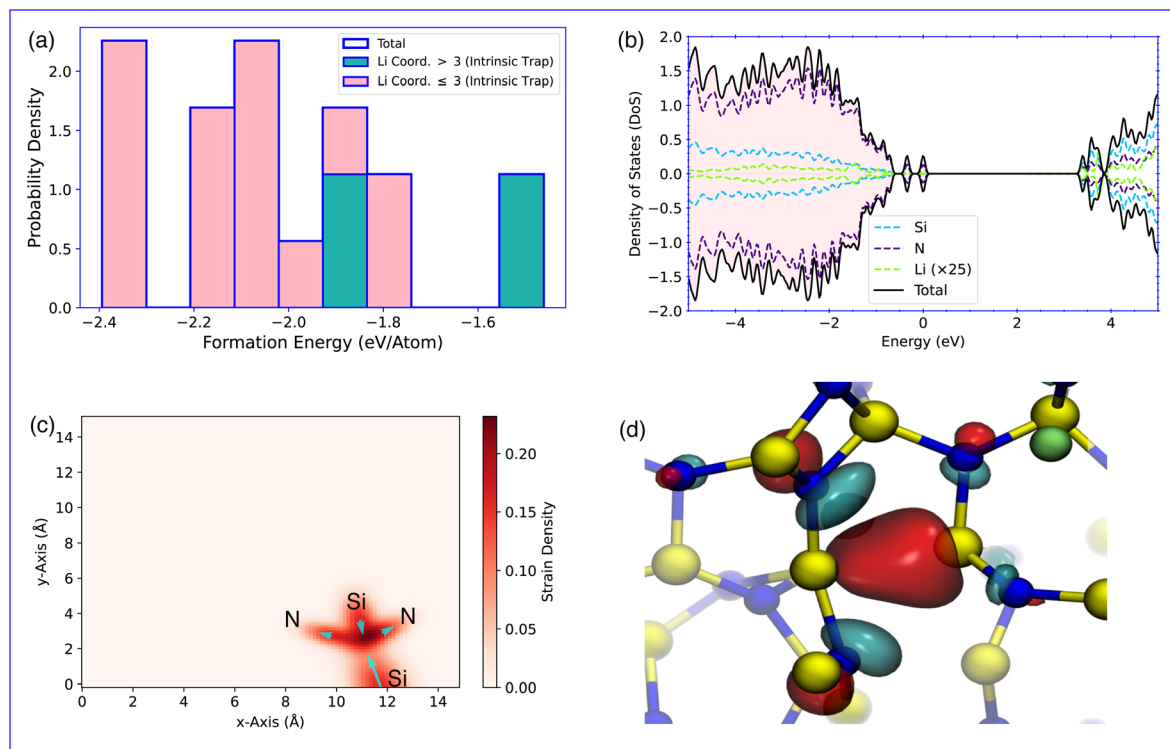 (a)
Probability Density
2.0
1.5
1.0
0.5
0.0
Total
Li Coord. > 3 (Intrinsic Trap)
Li Coord. ≤ 3 (Intrinsic Trap)
−2.4 −2.2 −2.0 −1.8 −1.6
Formation Energy (eV/Atom)
(b)
Density of States (DoS)
2.0
1.5
1.0
0.5
0.0
−0.5
−1.0
−1.5
−2.0
Si
N
Li (×25)
Total
−4 −2 0 2 4
Energy (eV)
(c)
y-Axis (Å)
14
12
10
8
6
4
2
0
Si
N
N
Si
0 2 4 6 8 10 12 14
x-Axis (Å)
0.20
0.15
0.10
0.05
0.00
Strain Density
(d)